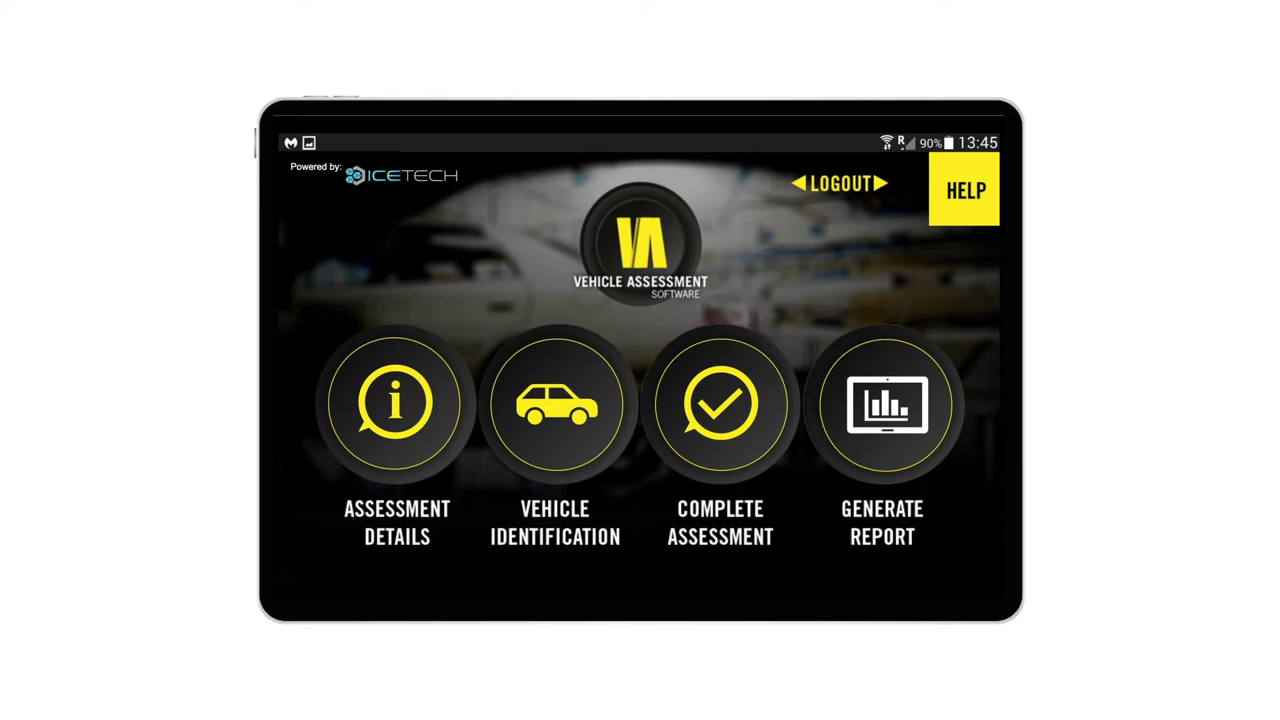 R 90% 13:45
Powered by: ICETECH
LOGOUT
HELP
VA
VEHICLE ASSESSMENT
SOFTWARE
ASSESSMENT
DETAILS
VEHICLE
IDENTIFICATION
COMPLETE
ASSESSMENT
GENERATE
REPORT